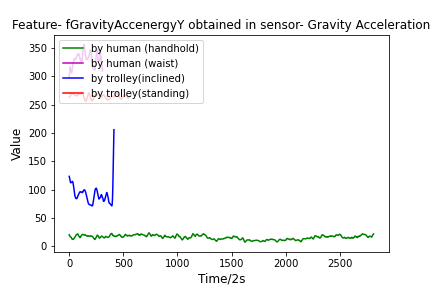 Feature- fGravityAccenergyY obtained in sensor- Gravity Acceleration
by human (handhold)
by human (waist)
by trolley(inclined)
by trolley(standing)
Value
350
300
250
200
150
100
50
0
0
500
1000
1500
2000
2500
Time/2s